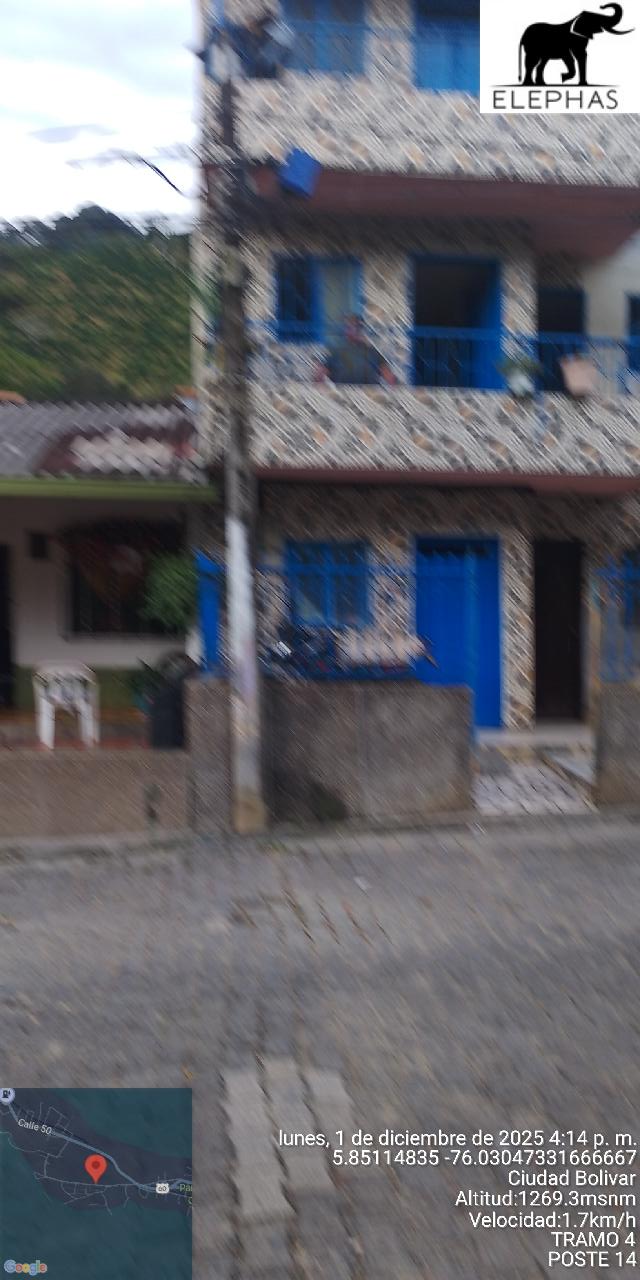 ELEPHAS
Calle 50
60
Google
lunes, 1 de diciembre de 2025 4:14 p. m.
5.85114835 -76.03047331666667
Ciudad Bolivar
Altitud:1269.3msnm
Velocidad:1.7km/h
TRAMO 4
POSTE 14